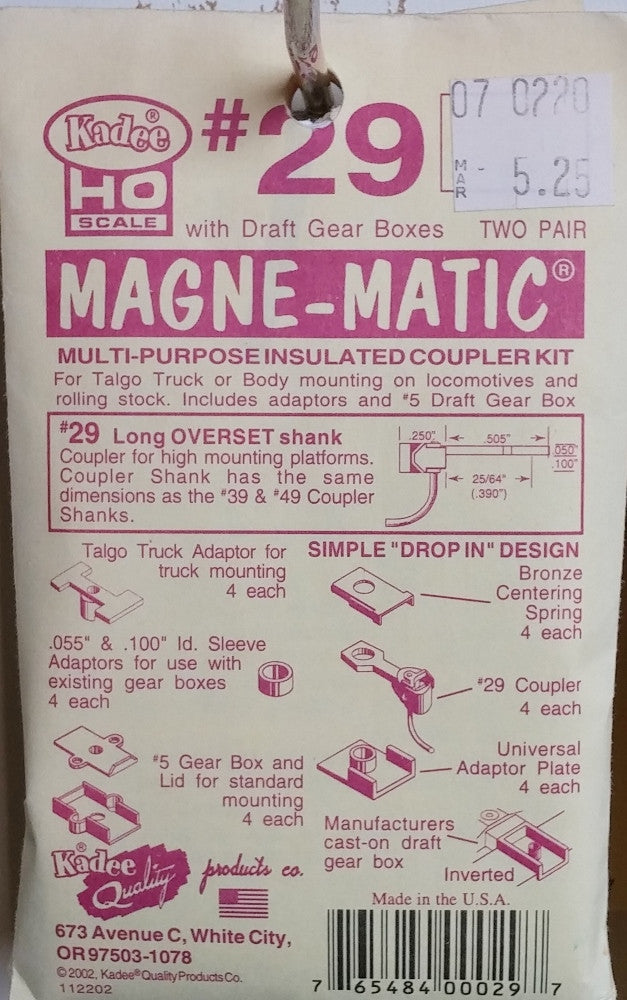 Kadee®
HO
SCALE
#29
07 0220
MAR - 5.25
with Draft Gear Boxes TWO PAIR
MAGNE-MATIC®
MULTI-PURPOSE INSULATED COUPLER KIT
For Talgo Truck or Body mounting on locomotives and
rolling stock. Includes adaptors and #5 Draft Gear Box
#29 Long OVERSET shank
Coupler for high mounting platforms.
Coupler Shank has the same
dimensions as the #39 & #49 Coupler
Shanks.
.250" .505"
.050"
.100"
25/64"
(.390")
Talgo Truck Adaptor for
truck mounting
4 each
.055" & .100" Id. Sleeve
Adaptors for use with
existing gear boxes
4 each
#5 Gear Box and
Lid for standard
mounting
4 each
SIMPLE "DROP IN" DESIGN
Bronze
Centering
Spring
4 each
#29 Coupler
4 each
Universal
Adaptor Plate
4 each
Manufacturers
cast-on draft
gear box
Inverted
Kadee
Quality
products co.
673 Avenue C, White City,
OR 97503-1078
©2002, Kadee® Quality Products Co.
112202
Made in the U.S.A.
7 65484 00029 7